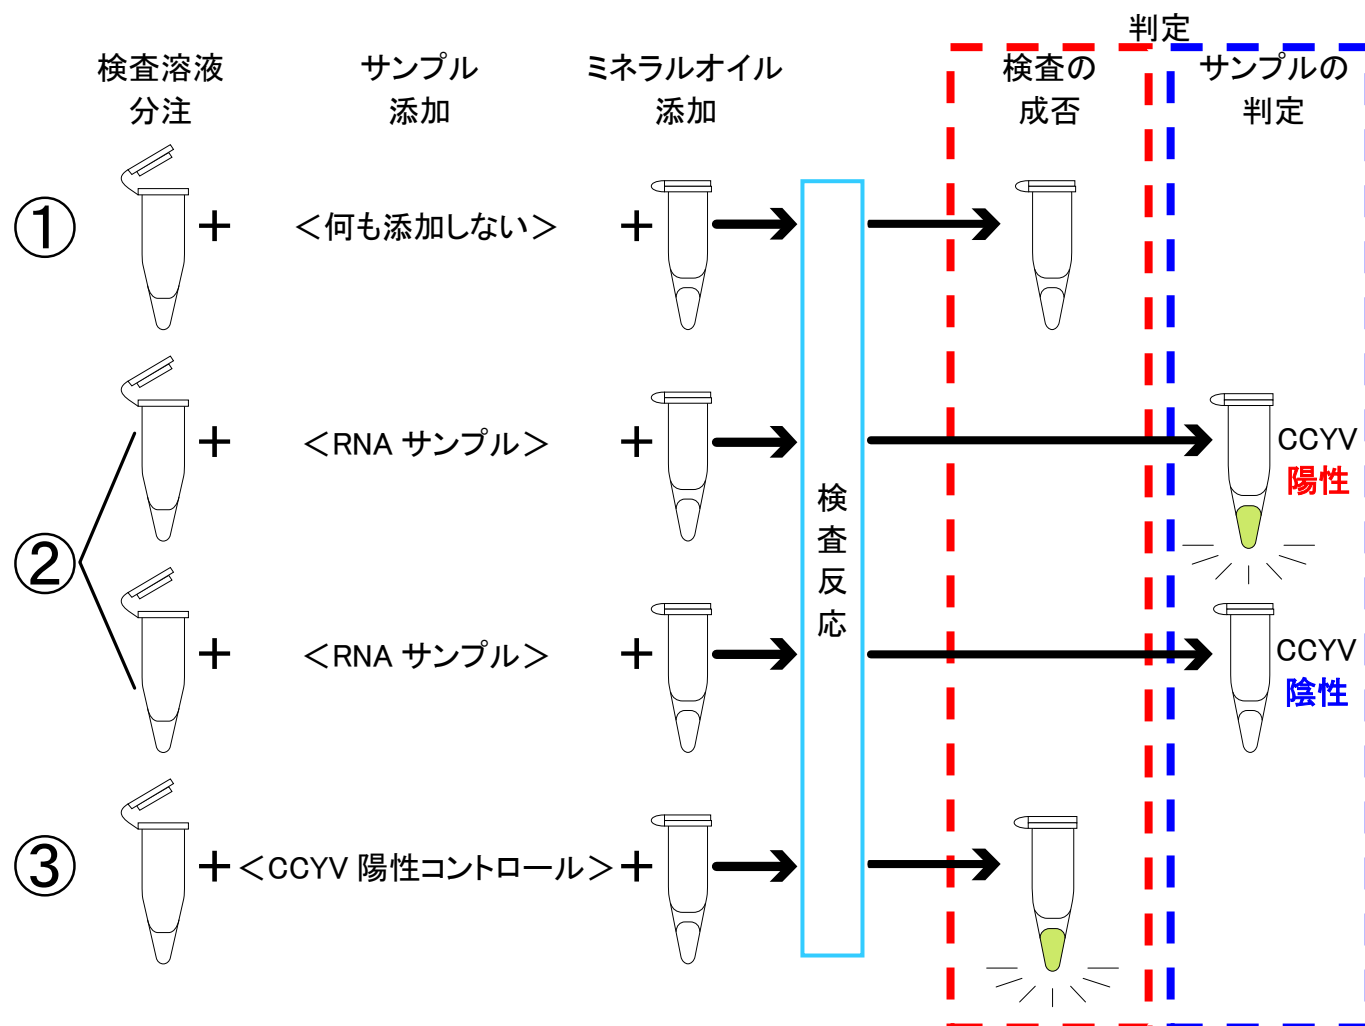 判定
検査溶液
分注
サンプル
添加
ミネラルオイル
添加
検査の
成否
サンプルの
判定
① + <何も添加しない> +
② + <RNA サンプル> + CCYV
陽性
+ <RNA サンプル> + CCYV
陰性
検査反応
③ + <CCYV 陽性コントロール> +